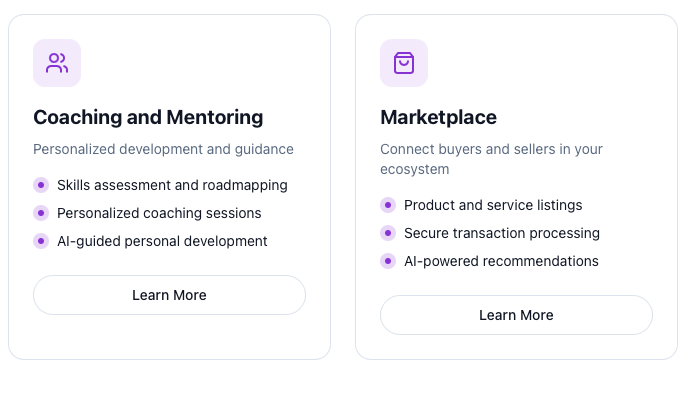 Coaching and Mentoring
Personalized development and guidance
Skills assessment and roadmapping
Personalized coaching sessions
AI-guided personal development
Learn More
Marketplace
Connect buyers and sellers in your
ecosystem
Product and service listings
Secure transaction processing
AI-powered recommendations
Learn More